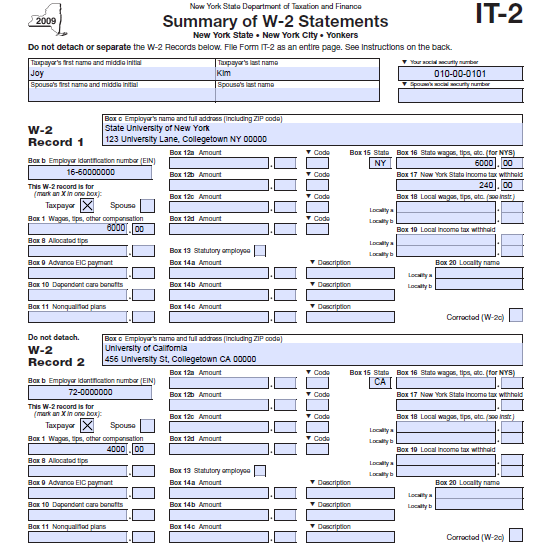 2009
New York State Department of Taxation and Finance
Summary of W-2 Statements
New York State • New York City • Yonkers
IT-2
Do not detach or separate the W-2 Records below. File Form IT-2 as an entire page. See instructions on the back.
Taxpayer's first name and middle initial Taxpayer's last name ▼ Your social security number
Joy Kim 010-00-0101
Spouse's first name and middle initial Spouse's last name ▼ Spouse's social security number
W-2 Record 1
Box c Employer's name and full address (including ZIP code)
State University of New York
123 University Lane, Collegetown NY 00000
Box b Employer identification number (EIN)
16-60000000
This W-2 record is for
(mark an X in one box):
Taxpayer X Spouse
Box 1 Wages, tips, other compensation
6000 . 00
Box 8 Allocated tips
Box 9 Advance EIC payment
Box 10 Dependent care benefits
Box 11 Nonqualified plans
Box 12a Amount ▼ Code
Box 12b Amount ▼ Code
Box 12c Amount ▼ Code
Box 12d Amount ▼ Code
Box 13 Statutory employee
Box 14a Amount ▼ Description
Box 14b Amount ▼ Description
Box 14c Amount ▼ Description
Box 15 State Box 16 State wages, tips, etc. (for NYS)
NY 6000 . 00
Box 17 New York State income tax withheld
240 . 00
Box 18 Local wages, tips, etc. (see instr.)
Locality a
Locality b
Box 19 Local income tax withheld
Locality a
Locality b
Box 20 Locality name
Locality a
Locality b
Corrected (W-2c)
Do not detach.
W-2 Record 2
Box c Employer's name and full address (including ZIP code)
University of California
456 University St, Collegetown CA 00000
Box b Employer identification number (EIN)
72-0000000
This W-2 record is for
(mark an X in one box):
Taxpayer X Spouse
Box 1 Wages, tips, other compensation
4000 . 00
Box 8 Allocated tips
Box 9 Advance EIC payment
Box 10 Dependent care benefits
Box 11 Nonqualified plans
Box 12a Amount ▼ Code
Box 12b Amount ▼ Code
Box 12c Amount ▼ Code
Box 12d Amount ▼ Code
Box 13 Statutory employee
Box 14a Amount ▼ Description
Box 14b Amount ▼ Description
Box 14c Amount ▼ Description
Box 15 State Box 16 State wages, tips, etc. (for NYS)
CA
Box 17 New York State income tax withheld
Box 18 Local wages, tips, etc. (see instr.)
Locality a
Locality b
Box 19 Local income tax withheld
Locality a
Locality b
Box 20 Locality name
Locality a
Locality b
Corrected (W-2c)